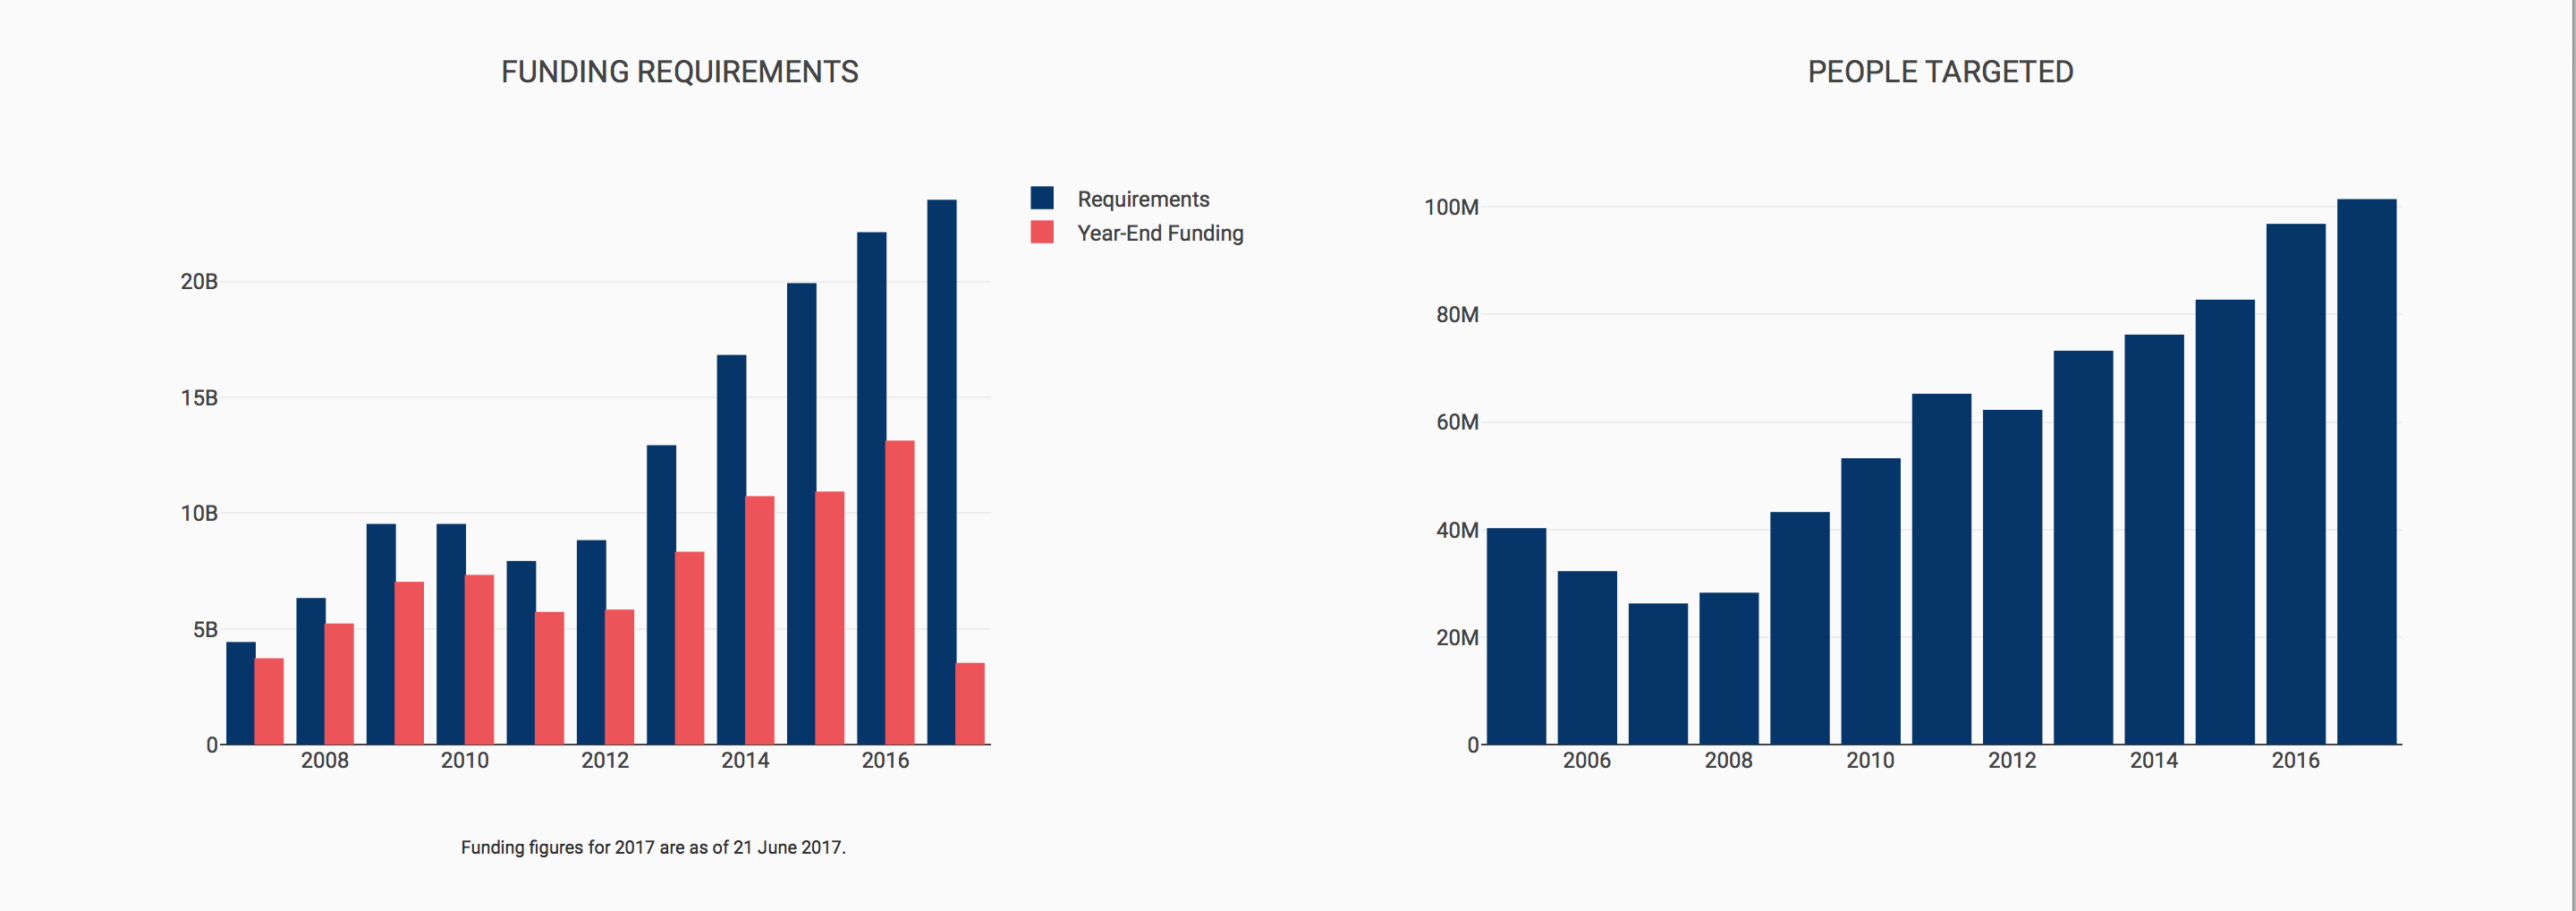 FUNDING REQUIREMENTS
Requirements
Year-End Funding
20B
15B
10B
5B
0
2008 2010 2012 2014 2016
Funding figures for 2017 are as of 21 June 2017.
PEOPLE TARGETED
100M
80M
60M
40M
20M
0
2006 2008 2010 2012 2014 2016